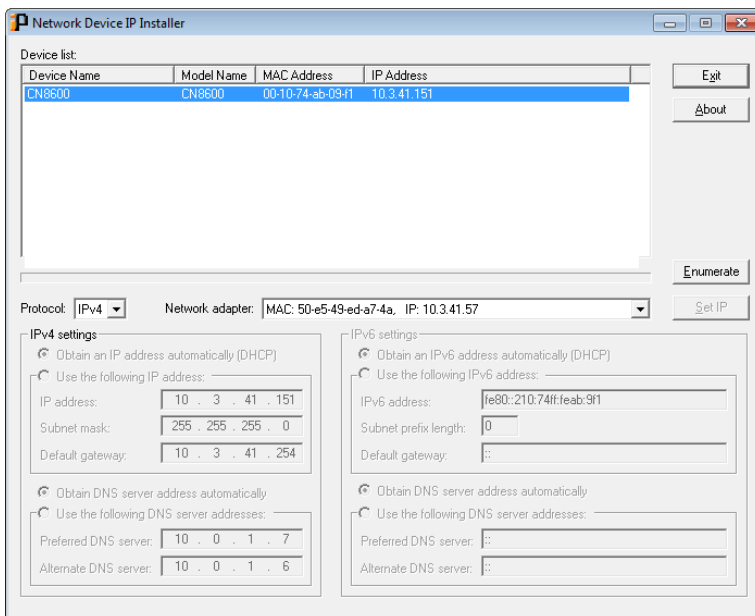 Network Device IP Installer
Device list:
Device Name Model Name MAC Address IP Address
CN8600 CN8600 00-10-74-ab-09-f1 10.3.41.151
Exit
About
Enumerate
Protocol: IPv4 Network adapter: MAC: 50-e5-49-ed-a7-4a, IP: 10.3.41.57 Set IP
IPv4 settings
Obtain an IP address automatically (DHCP)
Use the following IP address:
IP address: 10 . 3 . 41 . 151
Subnet mask: 255 . 255 . 255 . 0
Default gateway: 10 . 3 . 41 . 254
Obtain DNS server address automatically
Use the following DNS server addresses:
Preferred DNS server: 10 . 0 . 1 . 7
Alternate DNS server: 10 . 0 . 1 . 6
IPv6 settings
Obtain an IPv6 address automatically (DHCP)
Use the following IPv6 address:
IPv6 address: fe80::210:74ff:feab:9f1
Subnet prefix length: 0
Default gateway: ::
Obtain DNS server address automatically
Use the following DNS server addresses:
Preferred DNS server: ::
Alternate DNS server: ::